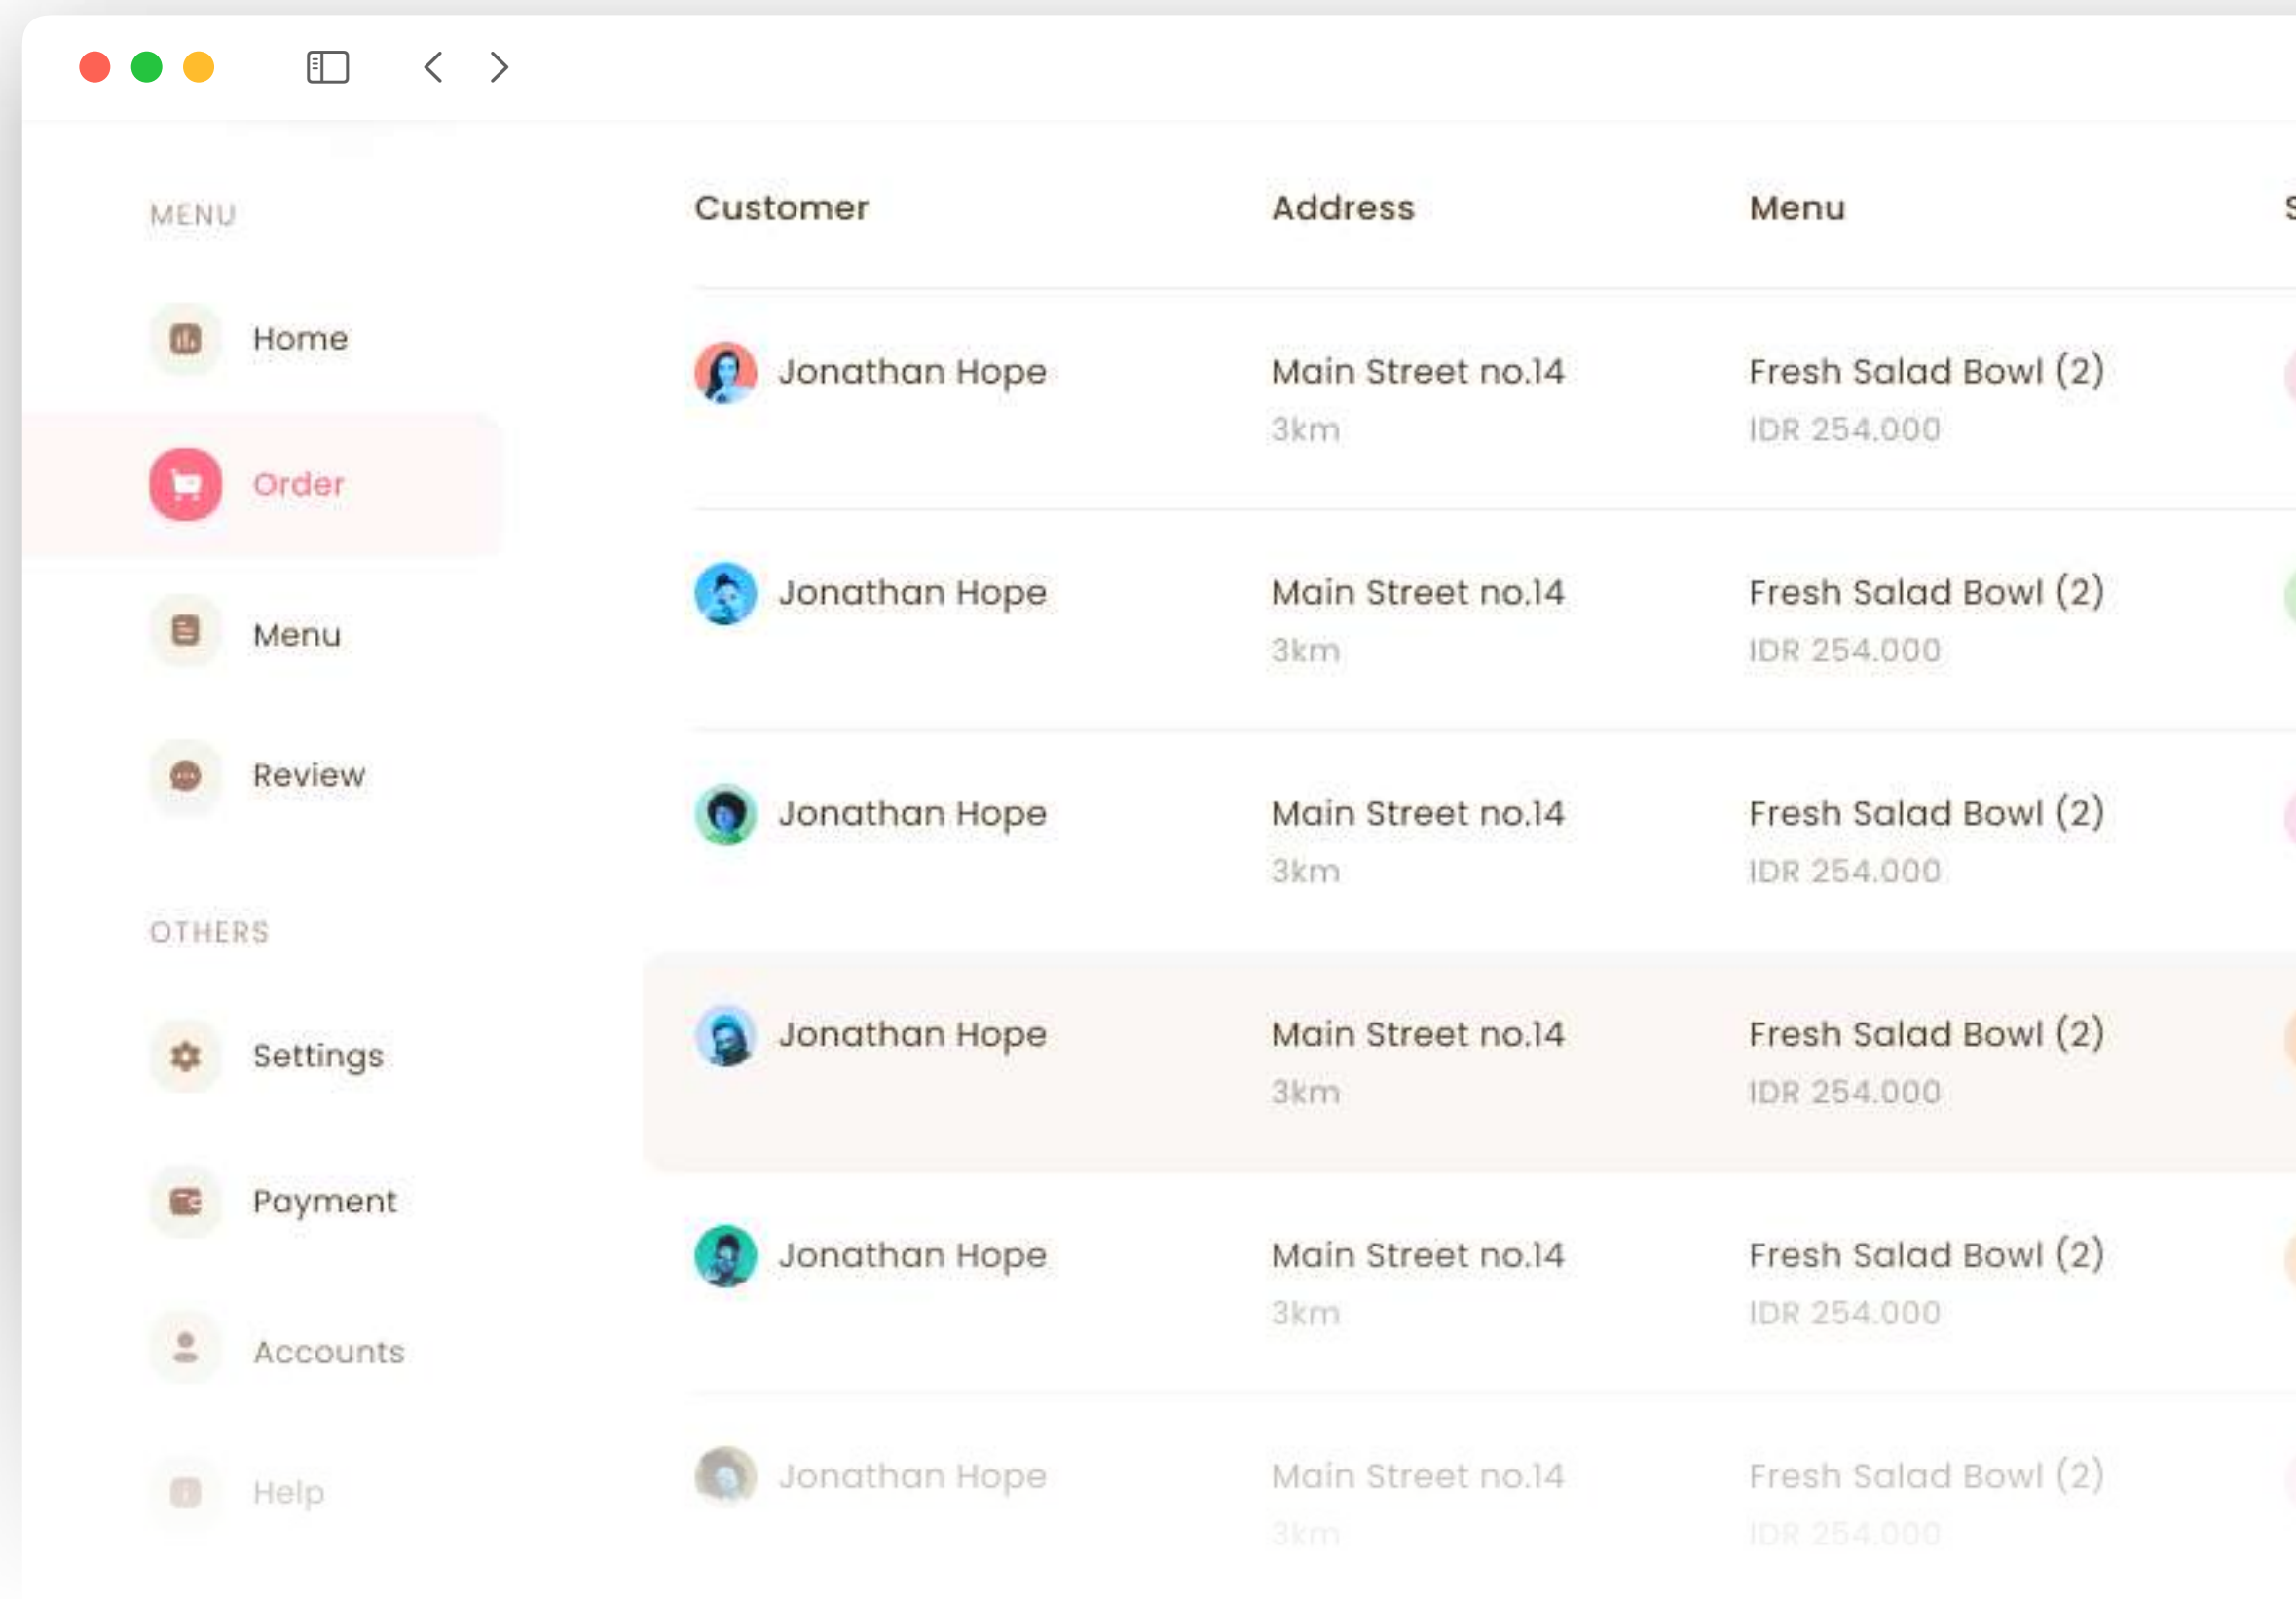 MENU
Home
Order
Menu
Review
OTHERS
Settings
Payment
Accounts
Help
Customer Address Menu
Jonathan Hope Main Street no.14 Fresh Salad Bowl (2)
3km IDR 254.000
Jonathan Hope Main Street no.14 Fresh Salad Bowl (2)
3km IDR 254.000
Jonathan Hope Main Street no.14 Fresh Salad Bowl (2)
3km IDR 254.000
Jonathan Hope Main Street no.14 Fresh Salad Bowl (2)
3km IDR 254.000
Jonathan Hope Main Street no.14 Fresh Salad Bowl (2)
3km IDR 254.000
Jonathan Hope Main Street no.14 Fresh Salad Bowl (2)
3km IDR 254.000